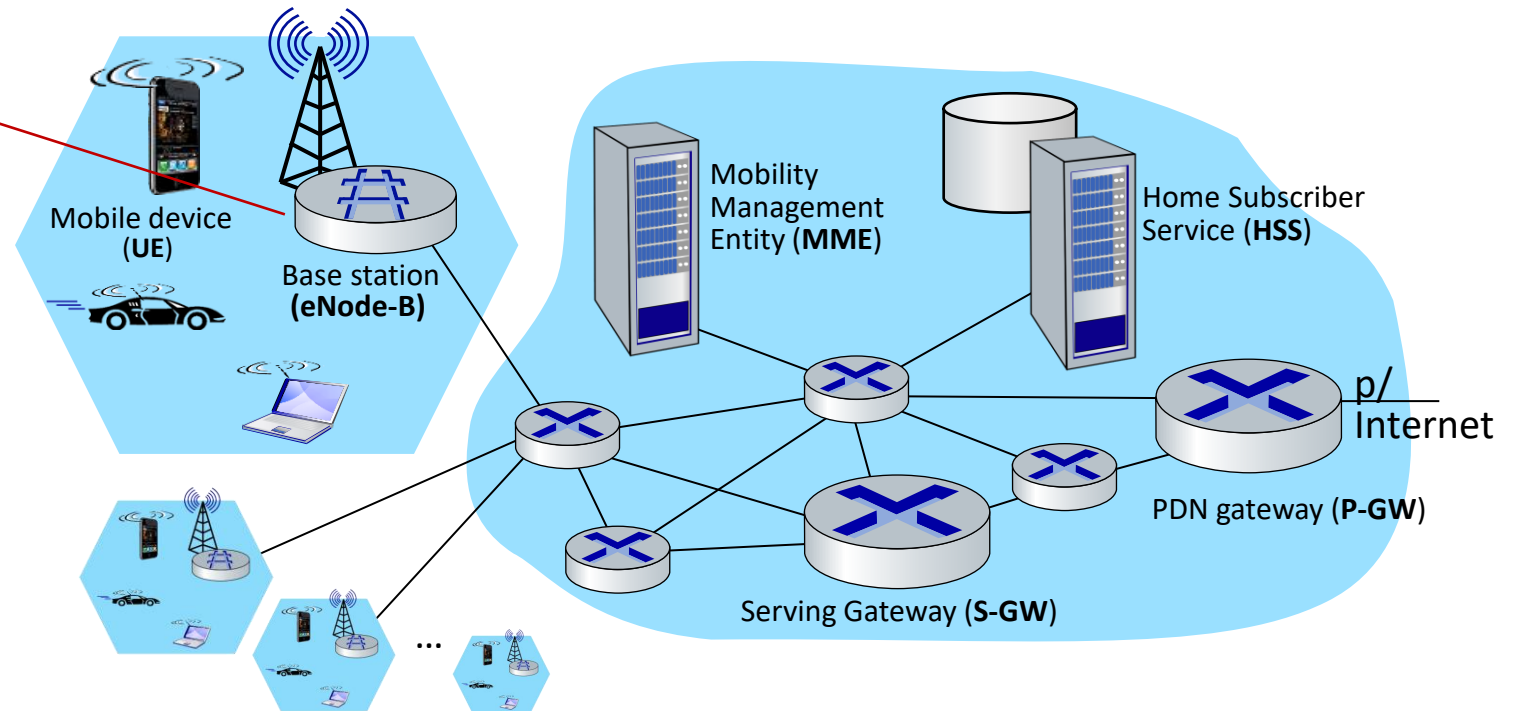 Mobile device
(UE)
Base station
(eNode-B)
Mobility
Management
Entity (MME)
Home Subscriber
Service (HSS)
p/
Internet
PDN gateway (P-GW)
Serving Gateway (S-GW)
...